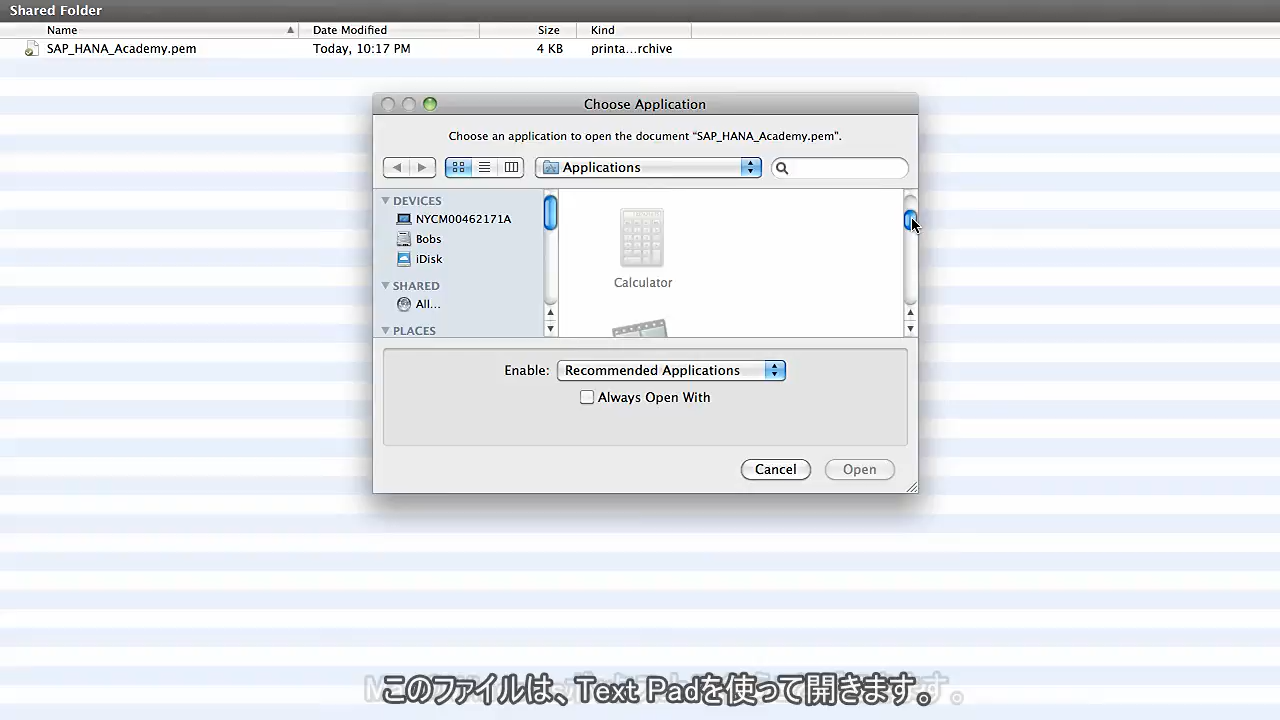 Shared Folder
Name Date Modified Size Kind
SAP_HANA_Academy.pem Today, 10:17 PM 4 KB printa...rchive
Choose Application
Choose an application to open the document “SAP_HANA_Academy.pem”.
Applications
DEVICES
NYCM00462171A
Bobs
iDisk
SHARED
All...
PLACES
Calculator
Enable: Recommended Applications
Always Open With
Cancel Open
このファイルは、Text Padを使って開きます。